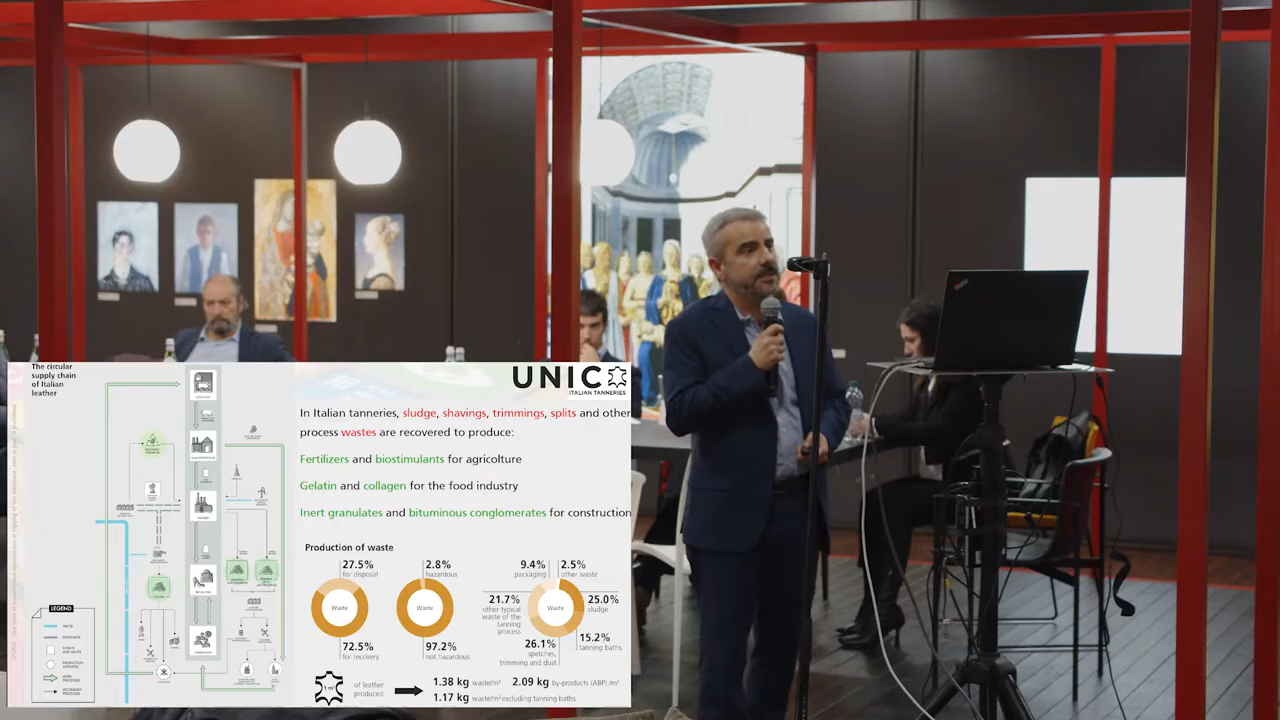 The circular
supply chain
of Italian
leather
UNIC
ITALIAN TANNERIES
In Italian tanneries, sludge, shavings, trimmings, splits and other
process wastes are recovered to produce:
Fertilizers and biostimulants for agriculture
Gelatin and collagen for the food industry
Inert granulates and bituminous conglomerates for construction
Production of waste
27.5%
for disposal
Waste
72.5%
for recovery
2.8%
hazardous
Waste
97.2%
not hazardous
9.4%
packaging
2.5%
other waste
21.7%
other typical
waste of the
tanning
process
Waste
25.0%
sludge
15.2%
tanning baths
26.1%
spetches,
trimming and dust
1 m²
of leather
produced
1.38 kg waste/m²
2.09 kg by-products (ABP) /m²
1.17 kg waste/m² excluding tanning baths
LEGEND